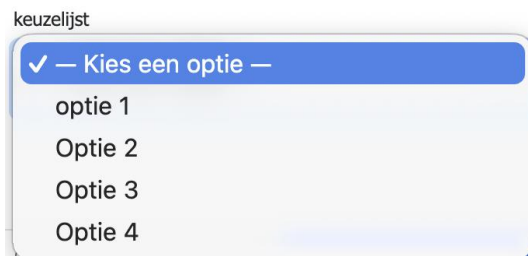 keuzelijst
✓ — Kies een optie —
optie 1
Optie 2
Optie 3
Optie 4